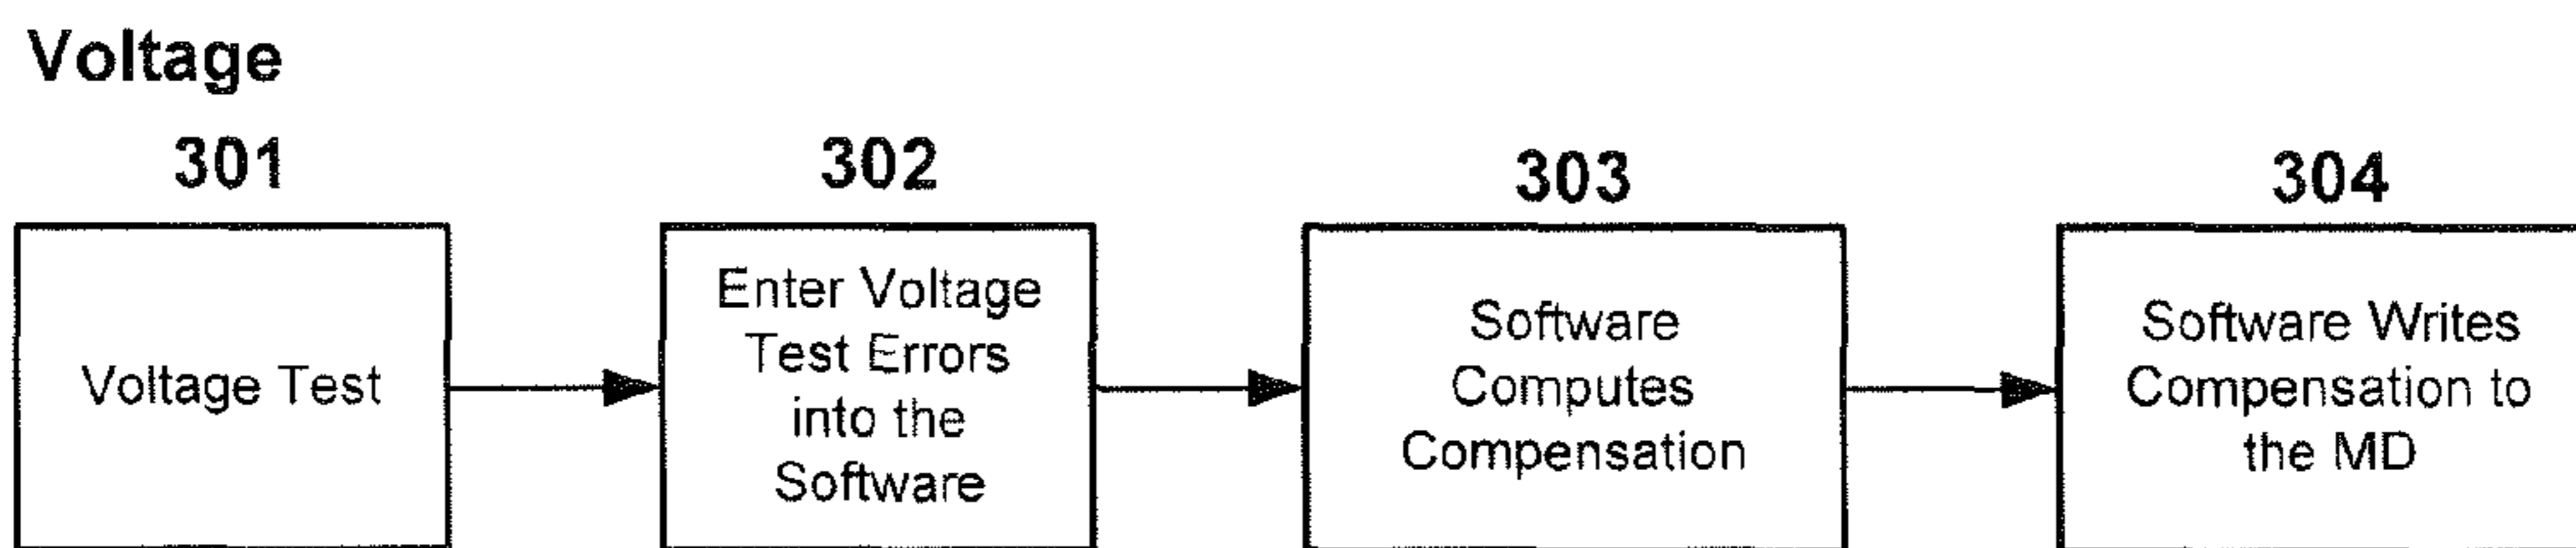 Voltage
301
302
303
304
Voltage Test
Enter Voltage
Test Errors
into the
Software
Software
Computes
Compensation
Software Writes
Compensation to
the MD